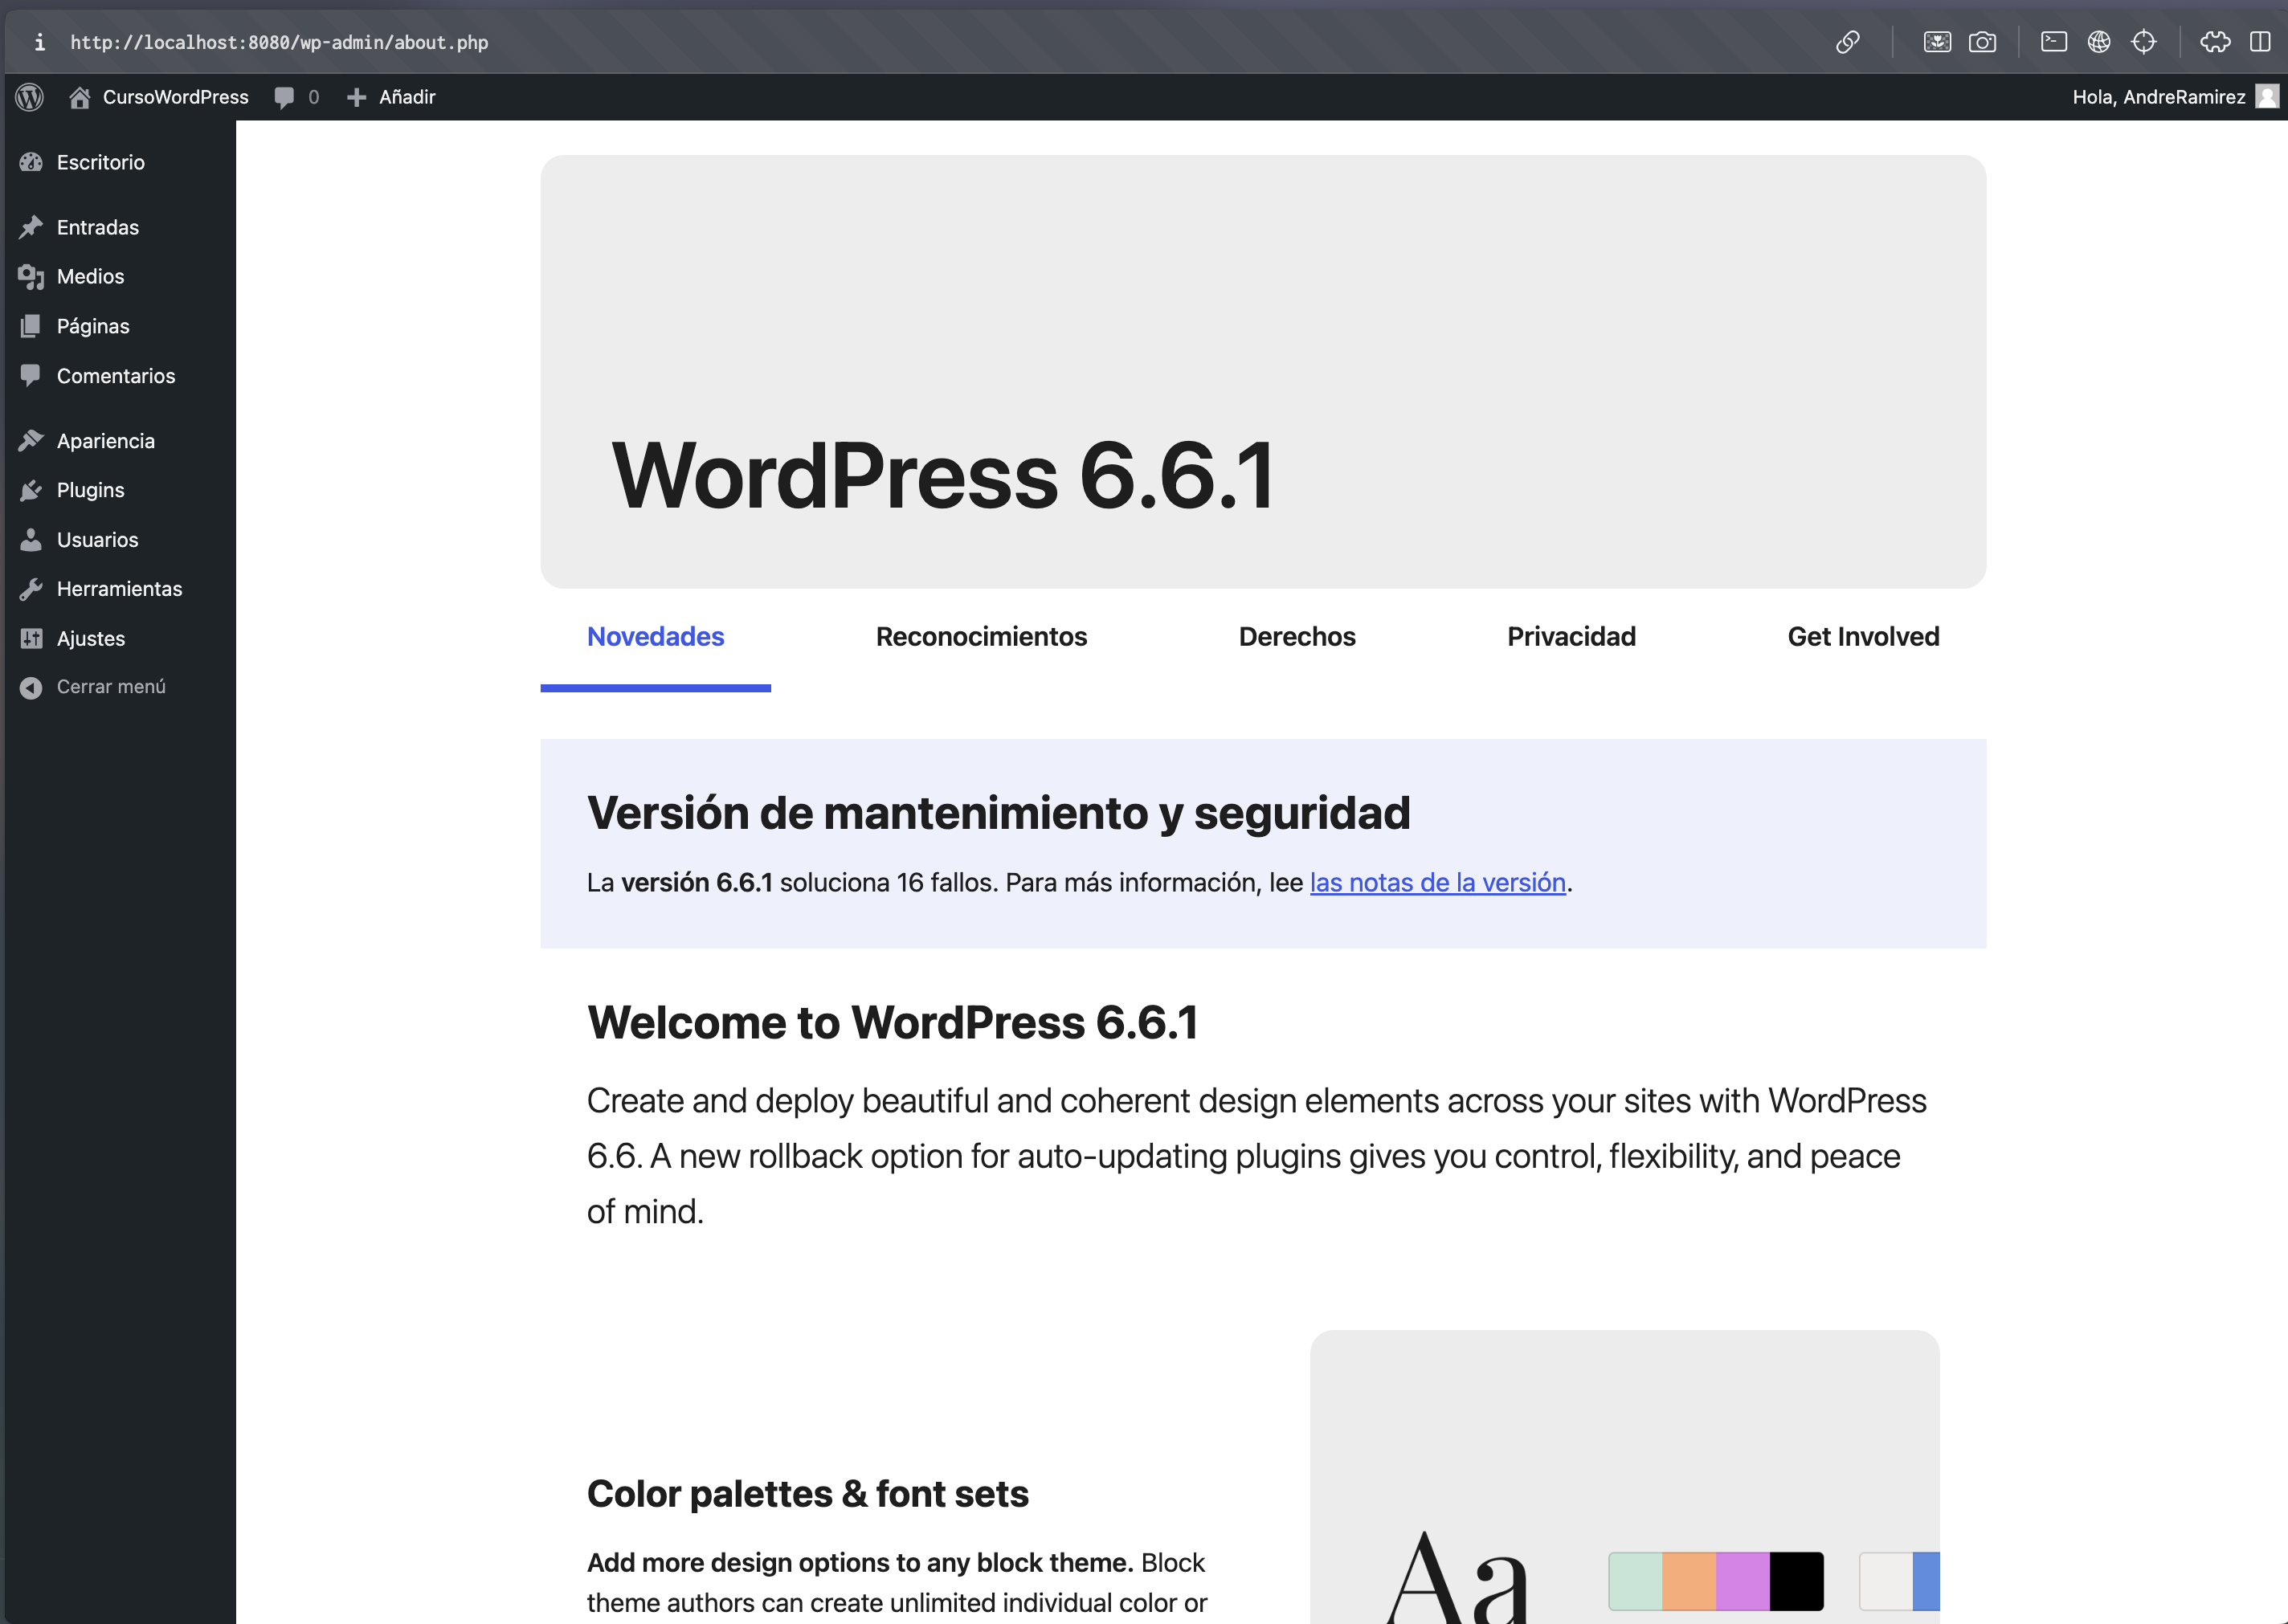 http://localhost:8080/wp-admin/about.php
CursoWordPress 0 Añadir Hola, AndreRamirez
Escritorio
Entradas
Medios
Páginas
Comentarios
Apariencia
Plugins
Usuarios
Herramientas
Ajustes
Cerrar menú
WordPress 6.6.1
Novedades Reconocimientos Derechos Privacidad Get Involved
Versión de mantenimiento y seguridad
La versión 6.6.1 soluciona 16 fallos. Para más información, lee las notas de la versión.
Welcome to WordPress 6.6.1
Create and deploy beautiful and coherent design elements across your sites with WordPress
6.6. A new rollback option for auto-updating plugins gives you control, flexibility, and peace
of mind.
Color palettes & font sets
Add more design options to any block theme. Block
theme authors can create unlimited individual color or
Aa